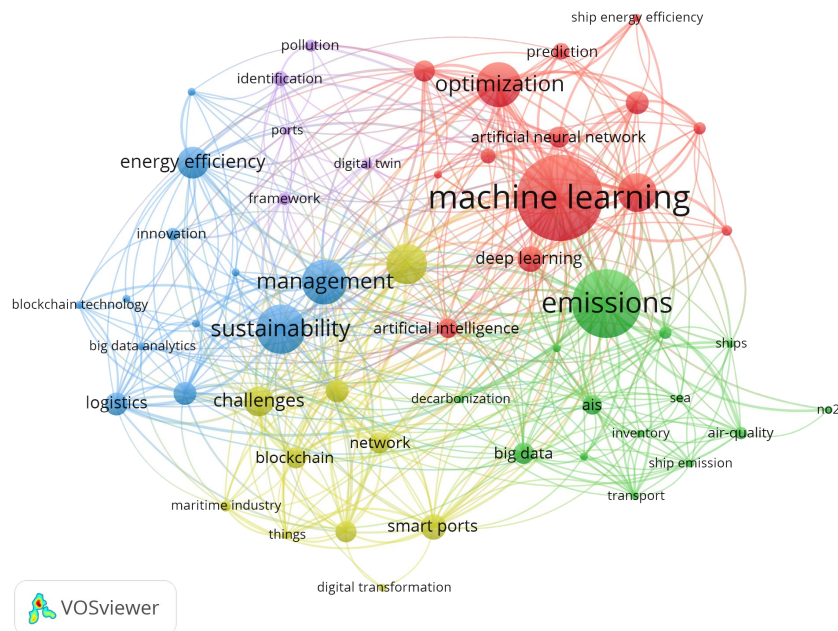 ship energy efficiency
pollution
prediction
identification
optimization
ports
artificial neural network
energy efficiency
digital twin
framework
machine learning
innovation
deep learning
management
blockchain technology
emissions
sustainability
artificial intelligence
big data analytics
ships
logistics
challenges
decarbonization
ais
sea
no2
network
inventory
air-quality
blockchain
big data
ship emission
maritime industry
transport
smart ports
things
digital transformation
VOSviewer